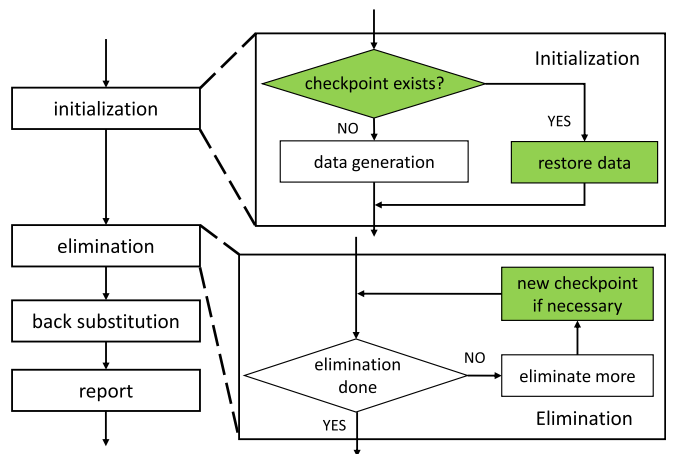 initialization
elimination
back substitution
report
Initialization
checkpoint exists?
NO
YES
data generation
restore data
new checkpoint
if necessary
elimination
done
NO
eliminate more
YES
Elimination